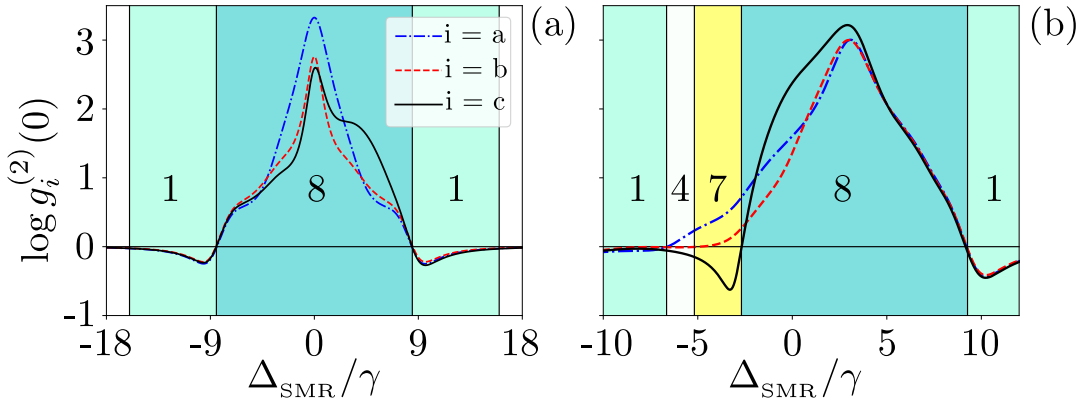 (a)
(b)
log g_i^(2)(0)
3
2
1
0
-1
i = a
i = b
i = c
1
8
1
1
4
7
8
1
-18
-9
0
9
18
-10
-5
0
5
10
Δ_SMR/γ
Δ_SMR/γ